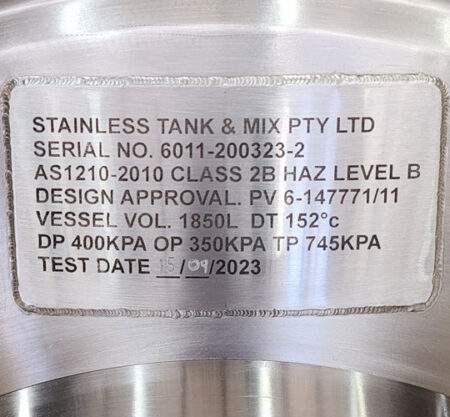 STAINLESS TANK & MIX PTY LTD
SERIAL NO. 6011-200323-2
AS1210-2010 CLASS 2B HAZ LEVEL B
DESIGN APPROVAL. PV 6-147771/11
VESSEL VOL. 1850L DT 152°c
DP 400KPA OP 350KPA TP 745KPA
TEST DATE 15/09/2023